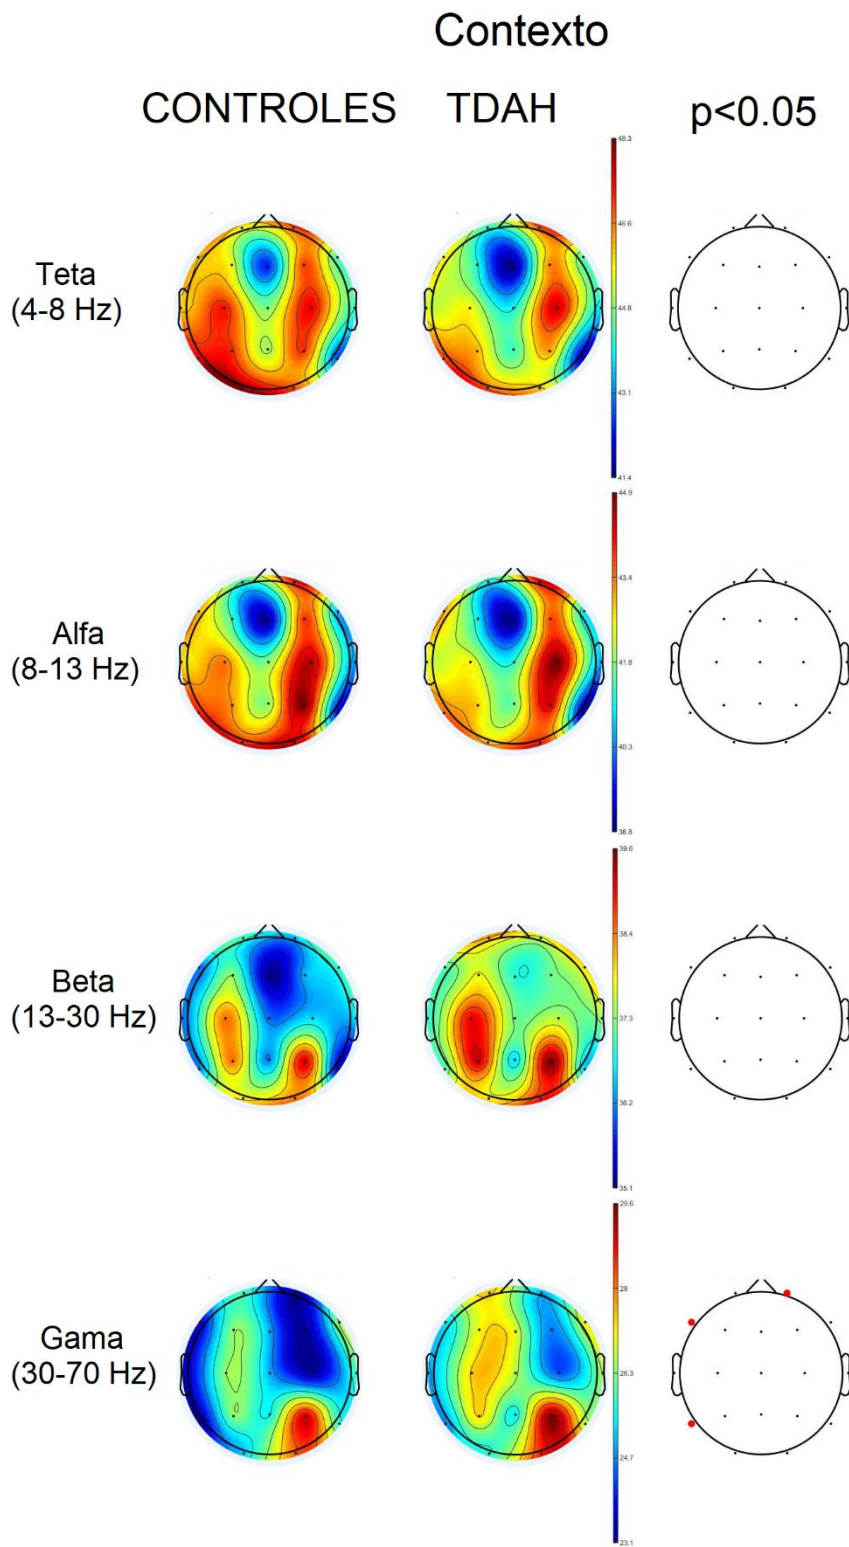 Contexto
CONTROLES TDAH p<0.05
48.3
46.6
Teta
(4-8 Hz)
44.8
43.1
41.4
44.9
43.4
Alfa
(8-13 Hz)
41.8
40.3
38.8
39.6
38.4
Beta
(13-30 Hz)
37.3
36.2
35.1
29.6
28
Gama
(30-70 Hz)
26.3
24.7
23.1